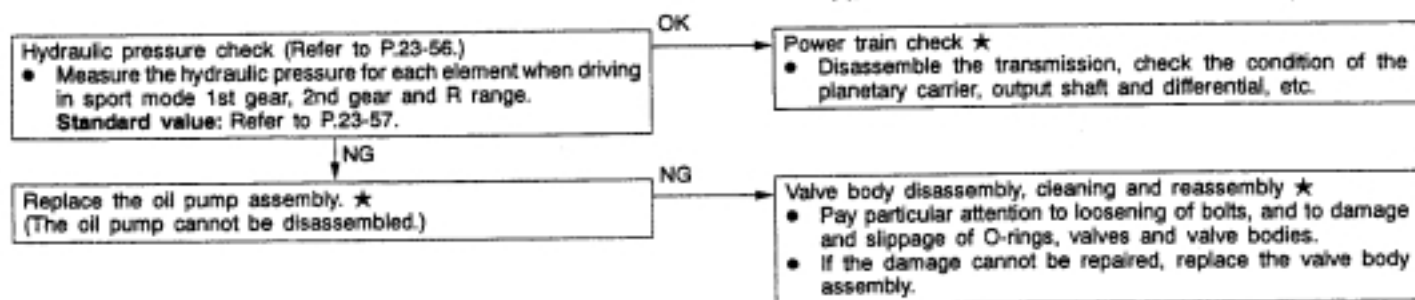 OK
Hydraulic pressure check (Refer to P.23-56.)
● Measure the hydraulic pressure for each element when driving
in sport mode 1st gear, 2nd gear and R range.
Standard value: Refer to P.23-57.
Power train check ★
● Disassemble the transmission, check the condition of the
planetary carrier, output shaft and differential, etc.
NG
Replace the oil pump assembly. ★
(The oil pump cannot be disassembled.)
NG
Valve body disassembly, cleaning and reassembly ★
● Pay particular attention to loosening of bolts, and to damage
and slippage of O-rings, valves and valve bodies.
● If the damage cannot be repaired, replace the valve body
assembly.